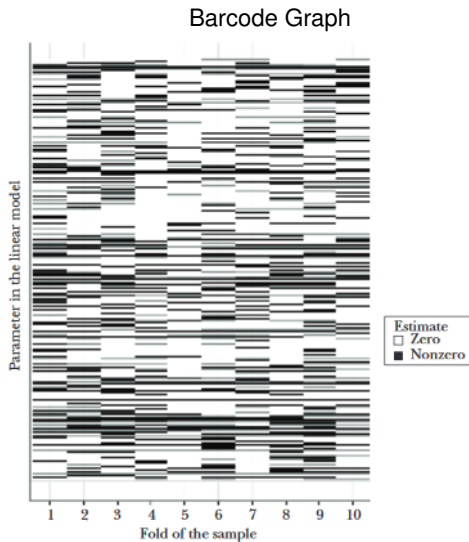 Barcode Graph
Parameter in the linear model
Estimate
Zero
Nonzero
1 2 3 4 5 6 7 8 9 10
Fold of the sample